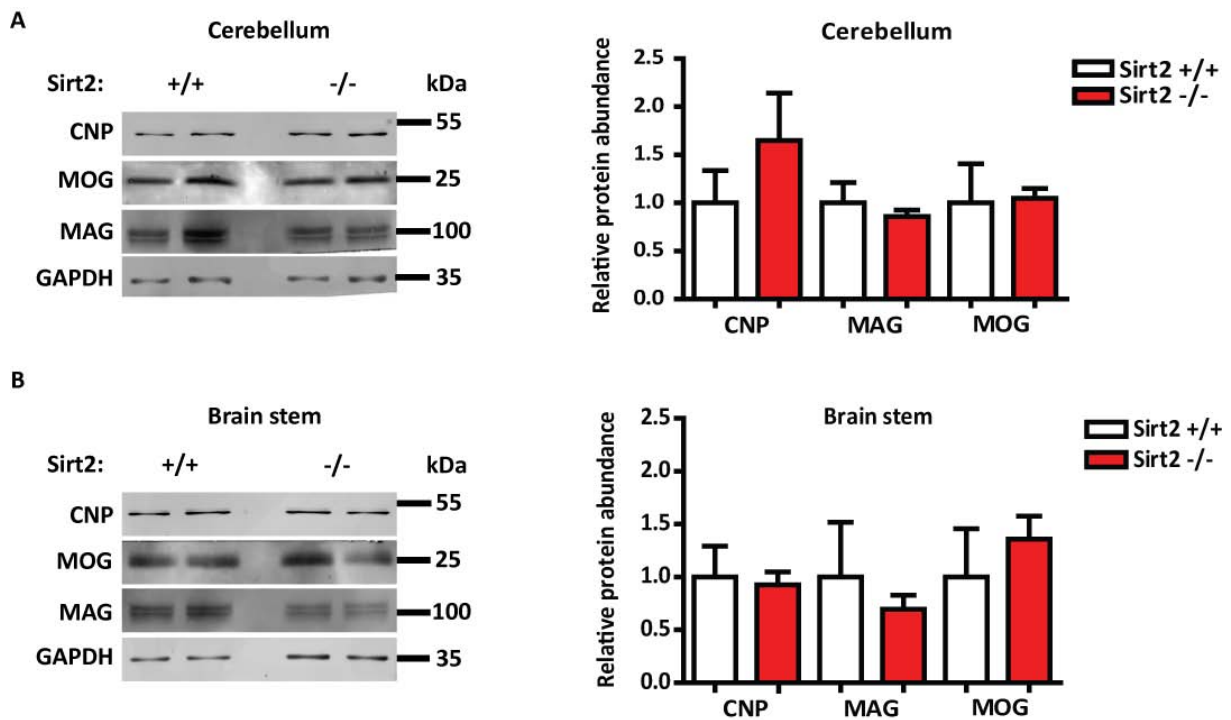 A
Cerebellum
Sirt2: +/+ -/- kDa
CNP 55
MOG 25
MAG 100
GAPDH 35
Cerebellum
Relative protein abundance
2.5
2.0
1.5
1.0
0.5
0.0
CNP MAG MOG
Sirt2 +/+
Sirt2 -/-
B
Brain stem
Sirt2: +/+ -/- kDa
CNP 55
MOG 25
MAG 100
GAPDH 35
Brain stem
Relative protein abundance
2.5
2.0
1.5
1.0
0.5
0.0
CNP MAG MOG
Sirt2 +/+
Sirt2 -/-